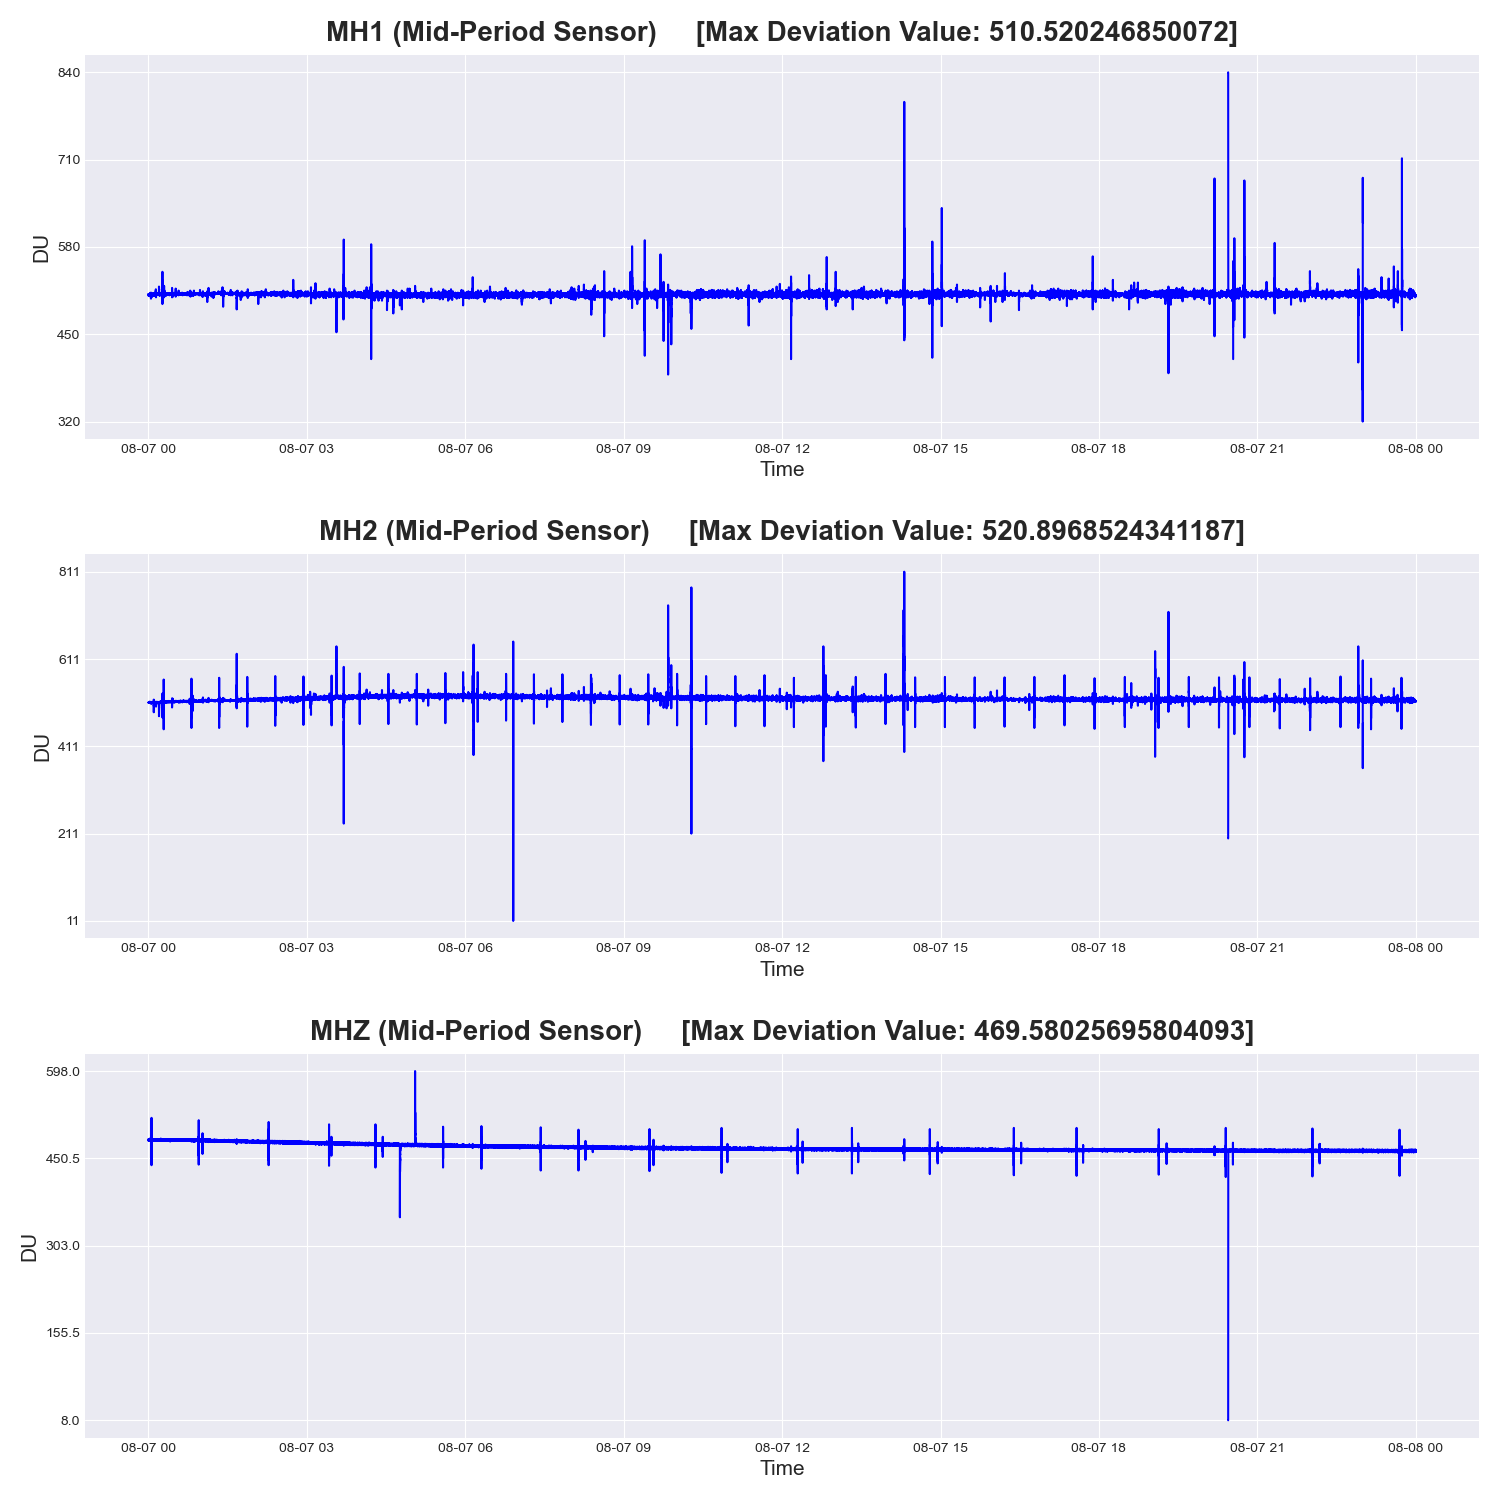 MH1 (Mid-Period Sensor) [Max Deviation Value: 510.520246850072]
840
710
580
450
320
DU
08-07 00 08-07 03 08-07 06 08-07 09 08-07 12 08-07 15 08-07 18 08-07 21 08-08 00
Time
MH2 (Mid-Period Sensor) [Max Deviation Value: 520.8968524341187]
811
611
411
211
11
DU
08-07 00 08-07 03 08-07 06 08-07 09 08-07 12 08-07 15 08-07 18 08-07 21 08-08 00
Time
MHZ (Mid-Period Sensor) [Max Deviation Value: 469.58025695804093]
598.0
450.5
303.0
155.5
8.0
DU
08-07 00 08-07 03 08-07 06 08-07 09 08-07 12 08-07 15 08-07 18 08-07 21 08-08 00
Time